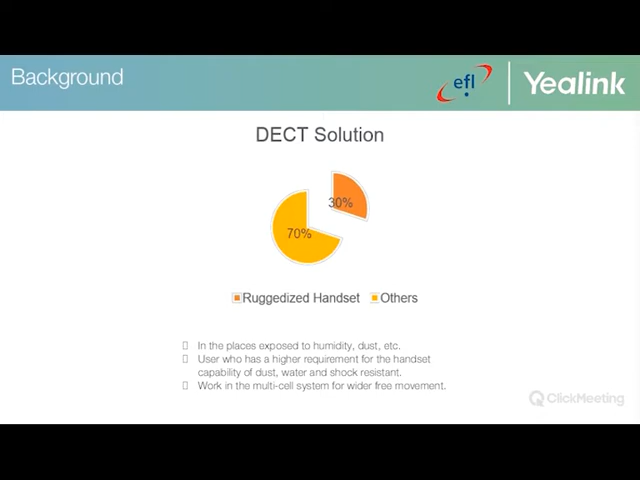 Background
efl
Yealink
DECT Solution
30%
70%
Ruggedized Handset Others
In the places exposed to humidity, dust, etc.
User who has a higher requirement for the handset
capability of dust, water and shock resistant.
Work in the multi-cell system for wider free movement.
ClickMeeting